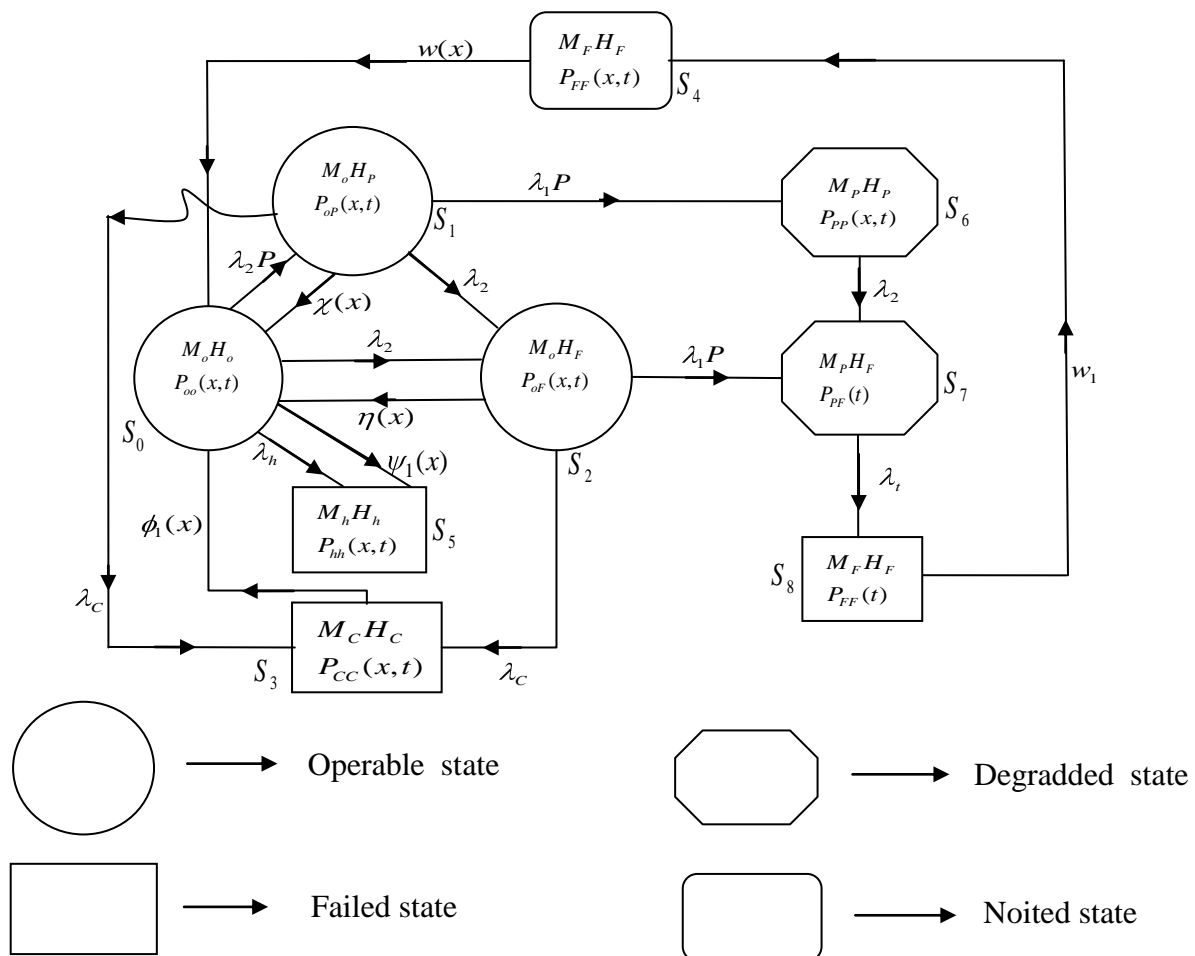 w(x)
M_F H_F
P_FF(x,t)
S_4
M_o H_P
P_oP(x,t)
S_1
λ_1 P
M_P H_P
P_PP(x,t)
S_6
λ_2 P
χ(x)
λ_2
λ_2
M_o H_o
P_oo(x,t)
S_0
λ_2
η(x)
M_o H_F
P_oF(x,t)
S_2
λ_1 P
M_P H_F
P_PF(t)
S_7
w_1
λ_h
ψ_1(x)
λ_t
ϕ_1(x)
M_h H_h
P_hh(x,t)
S_5
S_8
M_F H_F
P_FF(t)
λ_C
M_C H_C
P_CC(x,t)
S_3
λ_C
Operable state
Degradded state
Failed state
Noited state